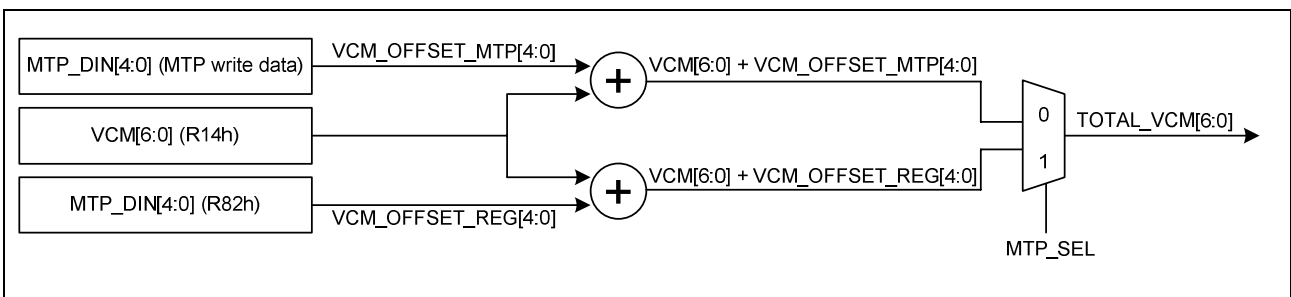 MTP_DIN[4:0] (MTP write data)
VCM_OFFSET_MTP[4:0]
+
VCM[6:0] + VCM_OFFSET_MTP[4:0]
VCM[6:0] (R14h)
0
TOTAL_VCM[6:0]
1
MTP_DIN[4:0] (R82h)
VCM_OFFSET_REG[4:0]
+
VCM[6:0] + VCM_OFFSET_REG[4:0]
MTP_SEL